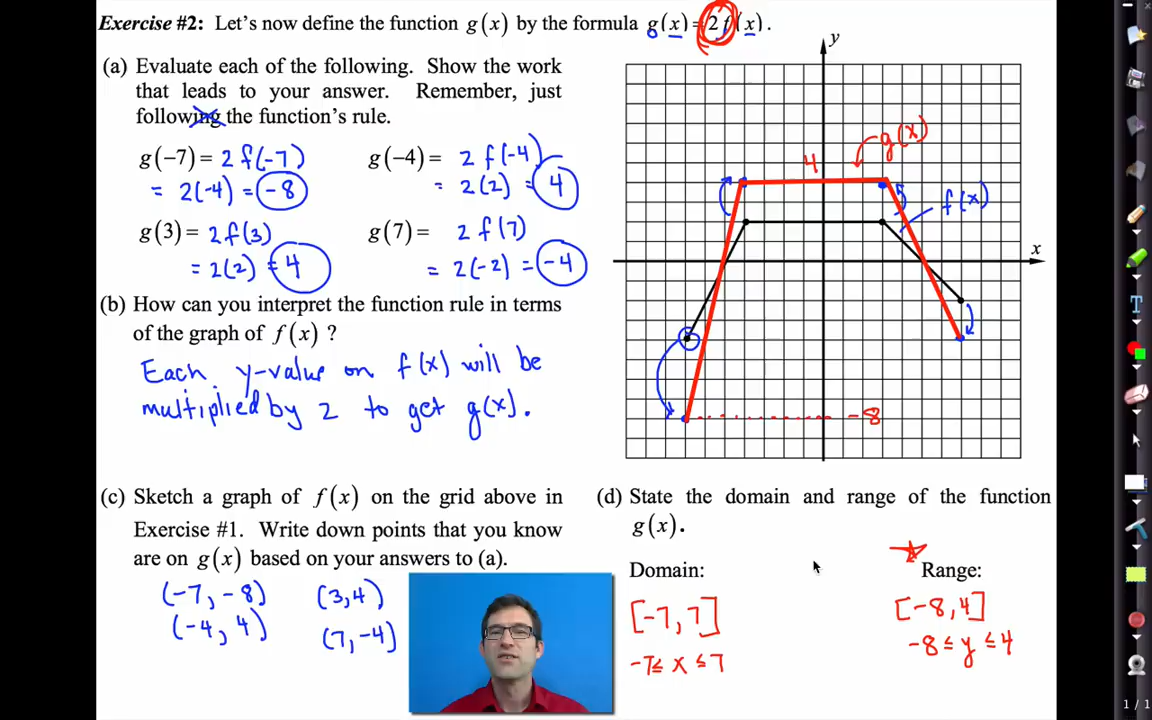 Exercise #2: Let's now define the function g(x) by the formula g(x) = 2f(x).
(a) Evaluate each of the following. Show the work
that leads to your answer. Remember, just
following the function's rule.
g(−7) = 2f(-7)
= 2(-4) = -8
g(−4) = 2f(-4)
= 2(2) = 4
g(3) = 2f(3)
= 2(2) = 4
g(7) = 2f(7)
= 2(-2) = -4
(b) How can you interpret the function rule in terms
of the graph of f(x) ?
Each y-value on f(x) will be
multiplied by 2 to get g(x).
y
4
g(x)
f(x)
x
-8
(c) Sketch a graph of f(x) on the grid above in
Exercise #1. Write down points that you know
are on g(x) based on your answers to (a).
(-7, -8) (3,4)
(-4, 4) (7, -4)
(d) State the domain and range of the function
g(x).
Domain:
[-7, 7]
-7≤ x ≤7
Range:
[-8, 4]
-8 ≤ y ≤ 4
T
1 / 1